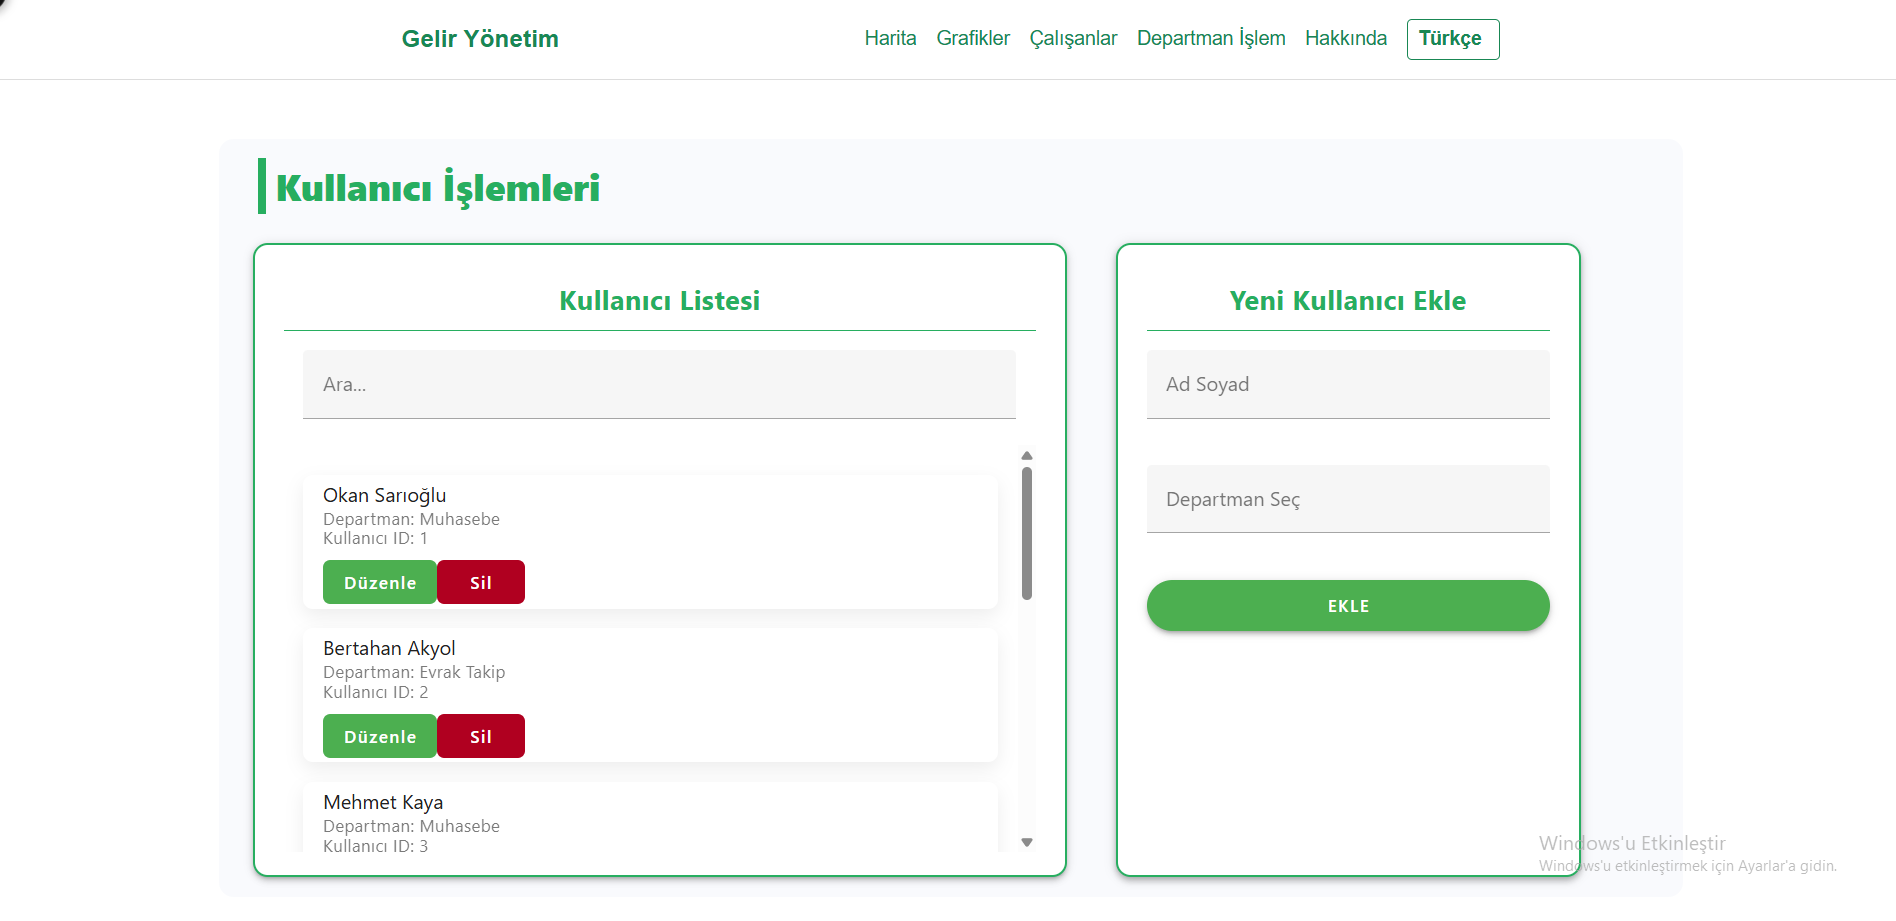 Gelir Yönetim
Harita Grafikler Çalışanlar Departman İşlem Hakkında Türkçe
Kullanıcı İşlemleri
Kullanıcı Listesi
Ara...
Okan Sarıoğlu
Departman: Muhasebe
Kullanıcı ID: 1
Düzenle Sil
Bertahan Akyol
Departman: Evrak Takip
Kullanıcı ID: 2
Düzenle Sil
Mehmet Kaya
Departman: Muhasebe
Kullanıcı ID: 3
Yeni Kullanıcı Ekle
Ad Soyad
Departman Seç
EKLE
Windows'u Etkinleştir
Windows'u etkinleştirmek için Ayarlar'a gidin.